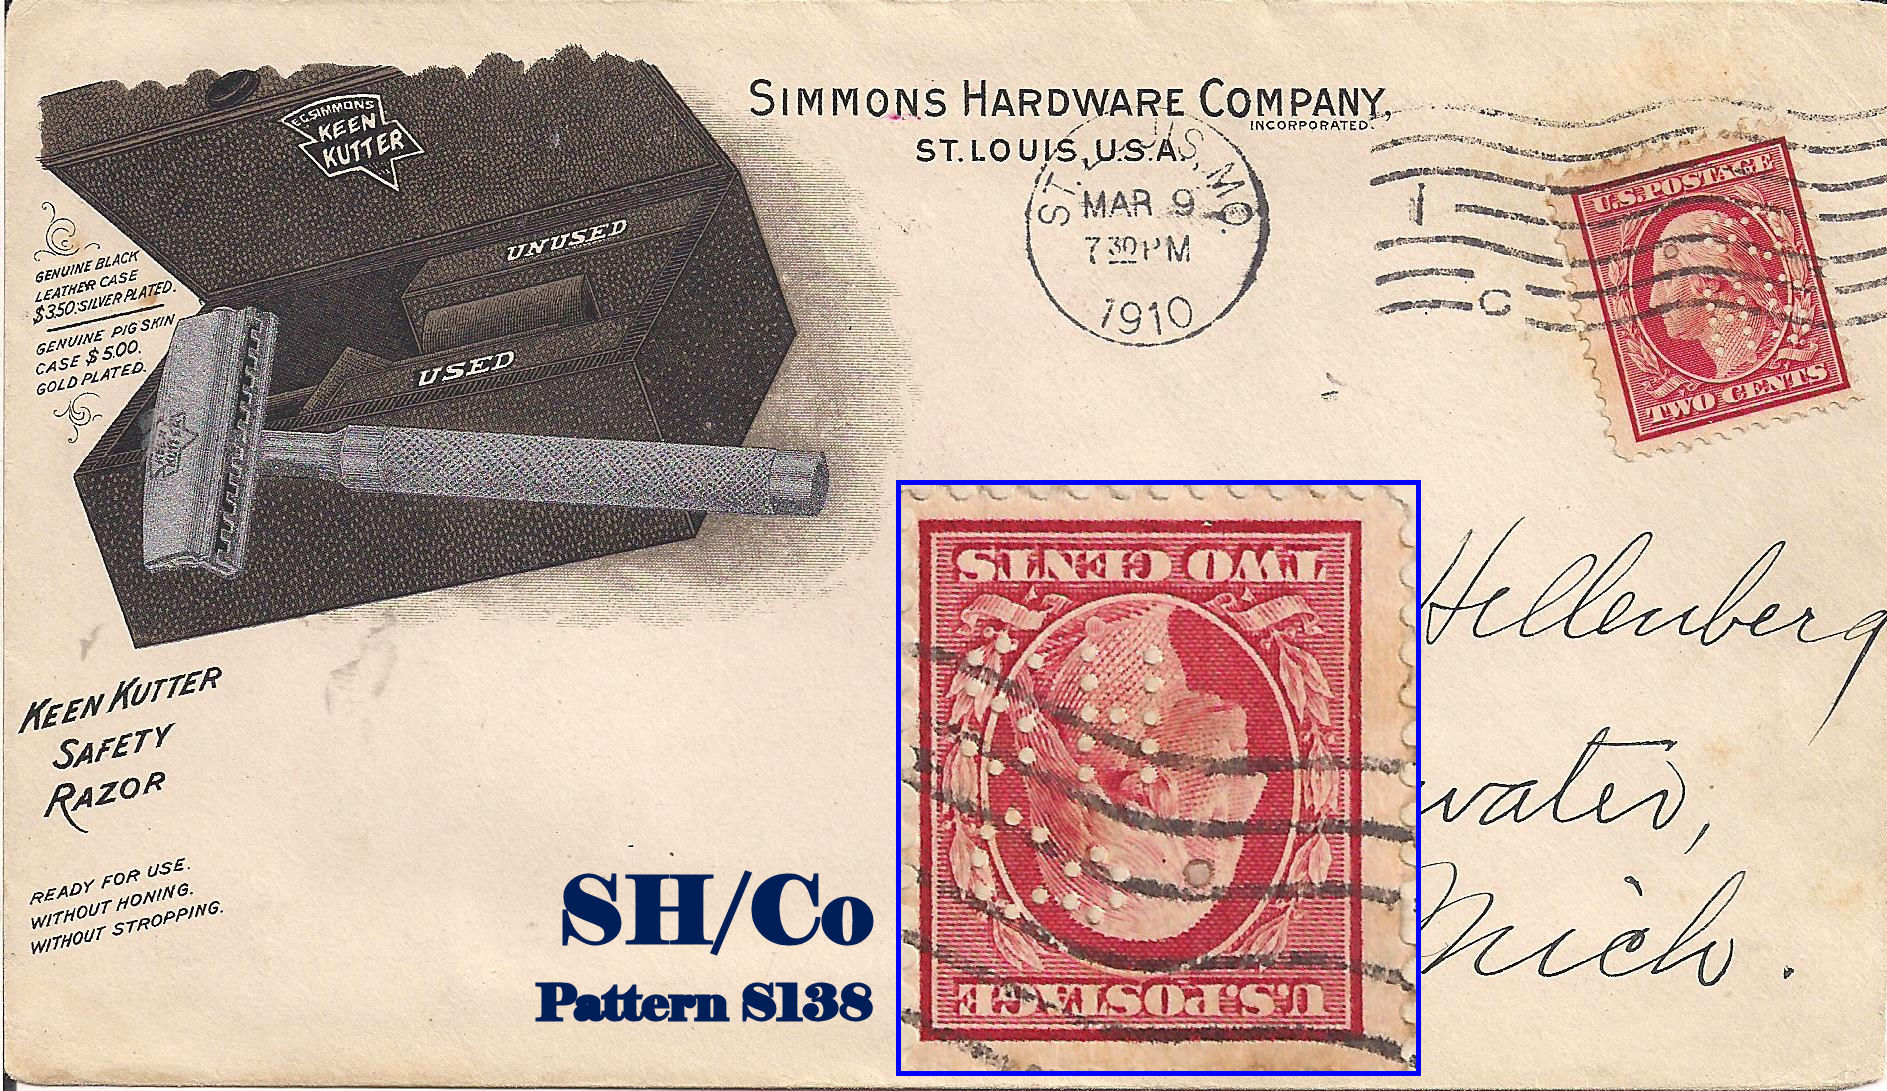 SIMMONS HARDWARE COMPANY,
INCORPORATED.
ST. LOUIS, U.S.A.
ST. LOUIS, MO.
MAR 9
7 30 PM
1910
1
C
U.S. POSTAGE
TWO CENTS
E.C. SIMMONS
KEEN
KUTTER
UNUSED
USED
GENUINE BLACK
LEATHER CASE
$3.50. SILVER PLATED.
GENUINE PIG SKIN
CASE $5.00.
GOLD PLATED.
KEEN
KUTTER
KEEN KUTTER
SAFETY
RAZOR
READY FOR USE.
WITHOUT HONING.
WITHOUT STROPPING.
SH/Co
Pattern S138
TWO CENTS
U.S. POSTAGE
Hellenberg
water,
Mich.